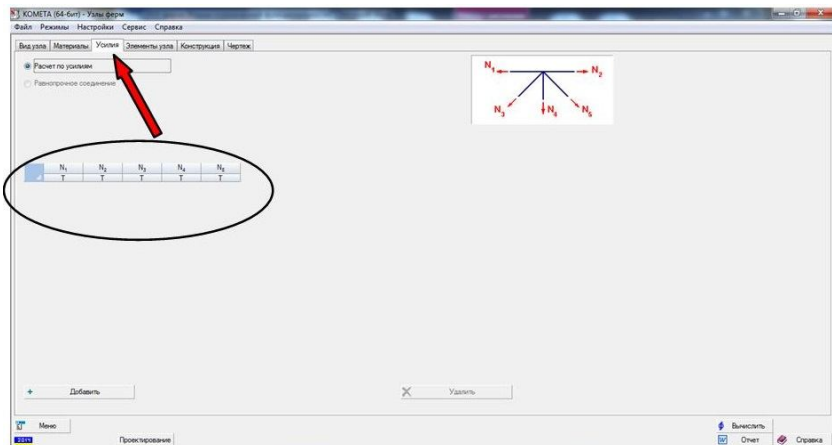 КОМЕТА (64-бит) - Узлы ферм
Файл Режимы Настройки Сервис Справка
Вид узла Материалы Усилия Элементы узла Конструкция Чертеж
Расчет по усилиям
Равнопрочное соединение
N1 N2
N3 N4 N5
N1 N2 N3 N4 N5
T T T T T
Добавить Удалить
Меню Вычислить
2011 Проектирование Отчет Справка